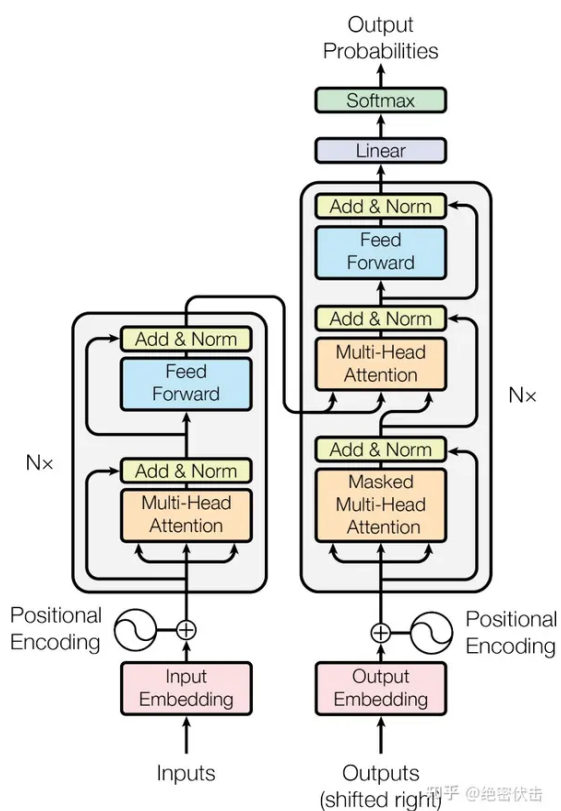 Output
Probabilities
Softmax
Linear
Add & Norm
Feed
Forward
Add & Norm
Multi-Head
Attention
Add & Norm
Masked
Multi-Head
Attention
N×
Add & Norm
Feed
Forward
Add & Norm
Multi-Head
Attention
N×
Positional
Encoding
Positional
Encoding
Input
Embedding
Output
Embedding
Inputs
Outputs
(shifted right)
知乎 @绝密伏击